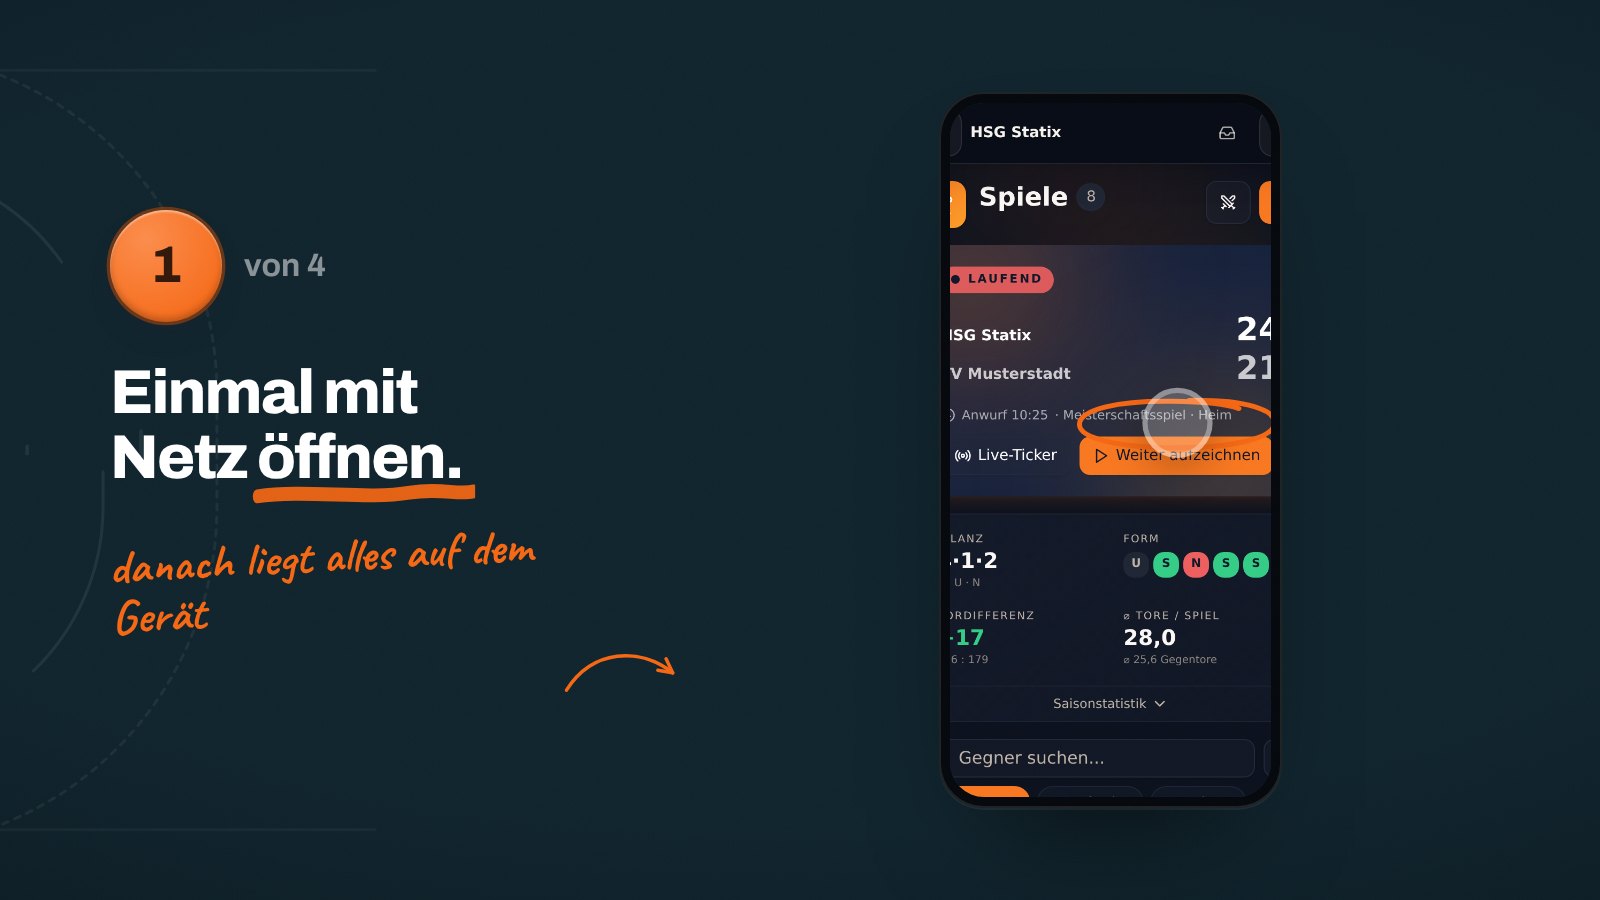 1 von 4
Einmal mit
Netz öffnen.
danach liegt alles auf dem
Gerät
HSG Statix
Spiele 8
LAUFEND
HSG Statix 24
V Musterstadt 21
Anwurf 10:25 · Meisterschaftsspiel · Heim
Live-Ticker Weiter aufzeichnen
LANZ FORM
·1·2 U S N S S
U · N
ORDIFFERENZ ⌀ TORE / SPIEL
17 28,0
6 : 179 ⌀ 25,6 Gegentore
Saisonstatistik
Gegner suchen...